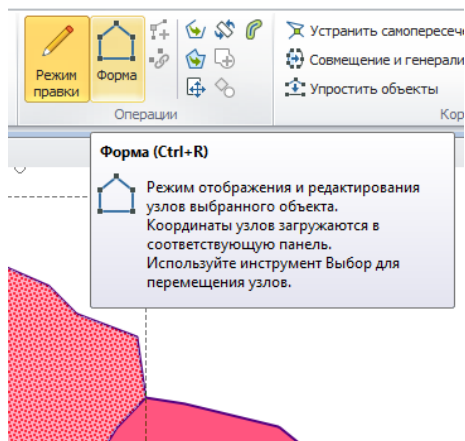 Режим правки
Форма
Устранить самопересеч
Совмещение и генерали
Упростить объекты
Операции
Кор
Форма (Ctrl+R)
Режим отображения и редактирования
узлов выбранного объекта.
Координаты узлов загружаются в
соответствующую панель.
Используйте инструмент Выбор для
перемещения узлов.